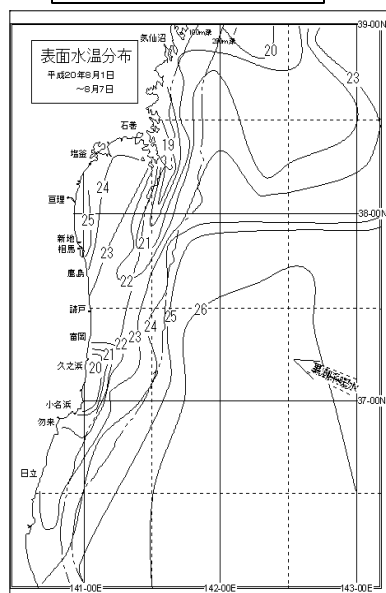 表面水温分布
平成20年8月1日
～8月7日
気仙沼
100m深
200m深
20
39-00N
23
石巻
塩釜
19
亘理
24
25
38-00N
新地
相馬
21
23
鹿島
22
請戸
26
25
24
富岡
23
22
21
久之浜
20
黒潮系暖水
37-00N
小名浜
勿来
日立
141-00E
142-00E
143-00E